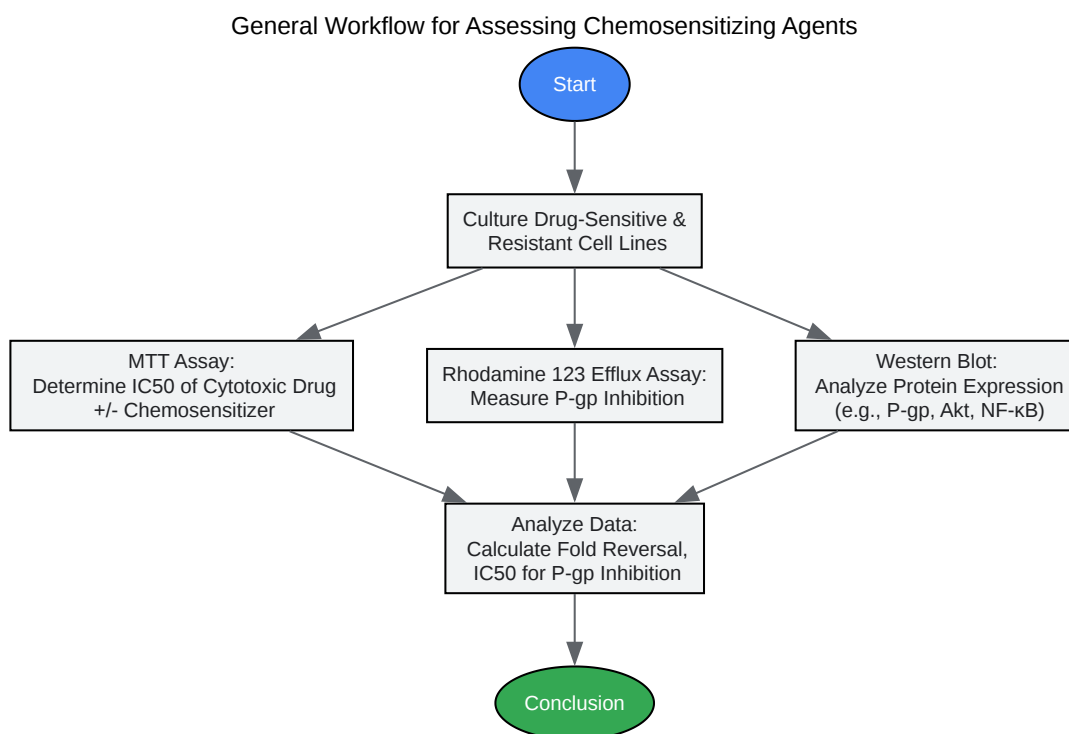 General Workflow for Assessing Chemosensitizing Agents
Start
Culture Drug-Sensitive &
Resistant Cell Lines
MTT Assay:
Determine IC50 of Cytotoxic Drug
+/- Chemosensitizer
Rhodamine 123 Efflux Assay:
Measure P-gp Inhibition
Western Blot:
Analyze Protein Expression
(e.g., P-gp, Akt, NF-κB)
Analyze Data:
Calculate Fold Reversal,
IC50 for P-gp Inhibition
Conclusion